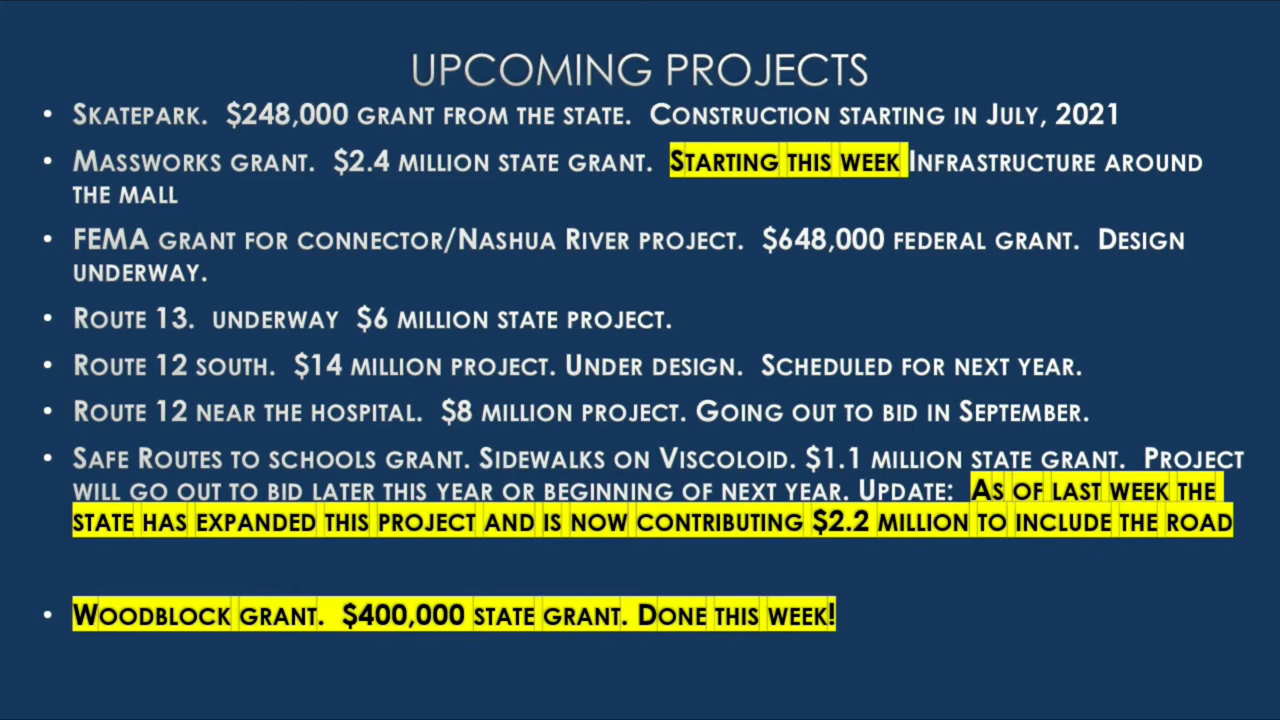 UPCOMING PROJECTS
• SKATEPARK. $248,000 GRANT FROM THE STATE. CONSTRUCTION STARTING IN JULY, 2021
• MASSWORKS GRANT. $2.4 MILLION STATE GRANT. STARTING THIS WEEK INFRASTRUCTURE AROUND
THE MALL
• FEMA GRANT FOR CONNECTOR/NASHUA RIVER PROJECT. $648,000 FEDERAL GRANT. DESIGN
UNDERWAY.
• ROUTE 13. UNDERWAY $6 MILLION STATE PROJECT.
• ROUTE 12 SOUTH. $14 MILLION PROJECT. UNDER DESIGN. SCHEDULED FOR NEXT YEAR.
• ROUTE 12 NEAR THE HOSPITAL. $8 MILLION PROJECT. GOING OUT TO BID IN SEPTEMBER.
• SAFE ROUTES TO SCHOOLS GRANT. SIDEWALKS ON VISCOLOID. $1.1 MILLION STATE GRANT. PROJECT
WILL GO OUT TO BID LATER THIS YEAR OR BEGINNING OF NEXT YEAR. UPDATE: AS OF LAST WEEK THE
STATE HAS EXPANDED THIS PROJECT AND IS NOW CONTRIBUTING $2.2 MILLION TO INCLUDE THE ROAD
• WOODBLOCK GRANT. $400,000 STATE GRANT. DONE THIS WEEK!